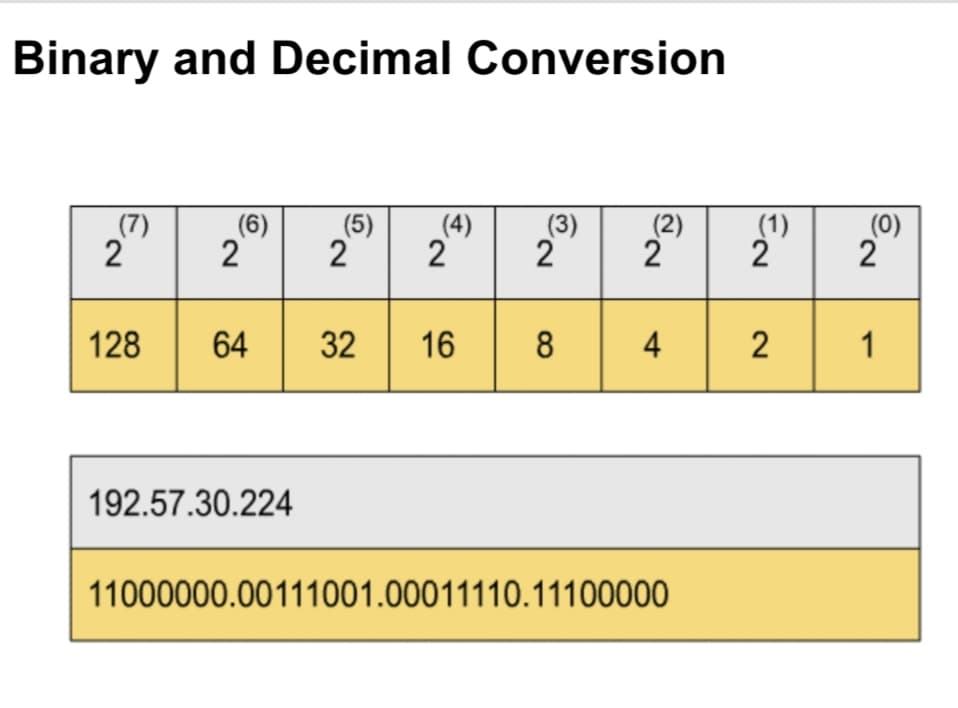 Binary and Decimal Conversion
2(7) 2(6) 2(5) 2(4) 2(3) 2(2) 2(1) 2(0)
128 64 32 16 8 4 2 1
192.57.30.224
11000000.00111001.00011110.11100000